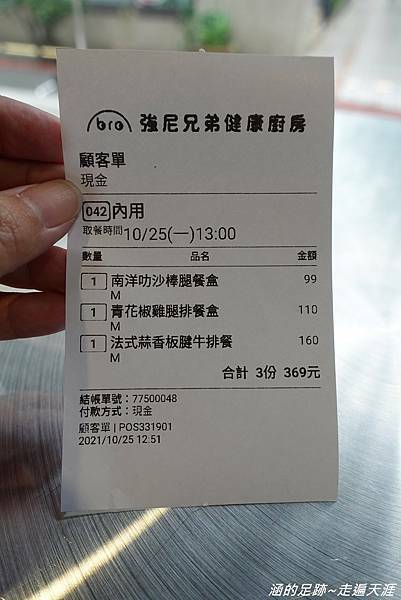 bro 強尼兄弟健康廚房
顧客單
現金
042 內用
取餐時間 10/25(一)13:00
數量 品名 金額
1 南洋叻沙棒腿餐盒 99
M
1 青花椒雞腿排餐盒 110
M
1 法式蒜香板腱牛排餐 160
M
合計 3份 369元
結帳單號：77500048
付款方式：現金
顧客單 | POS331901
2021/10/25 12:51
涵的足跡~走遍天涯